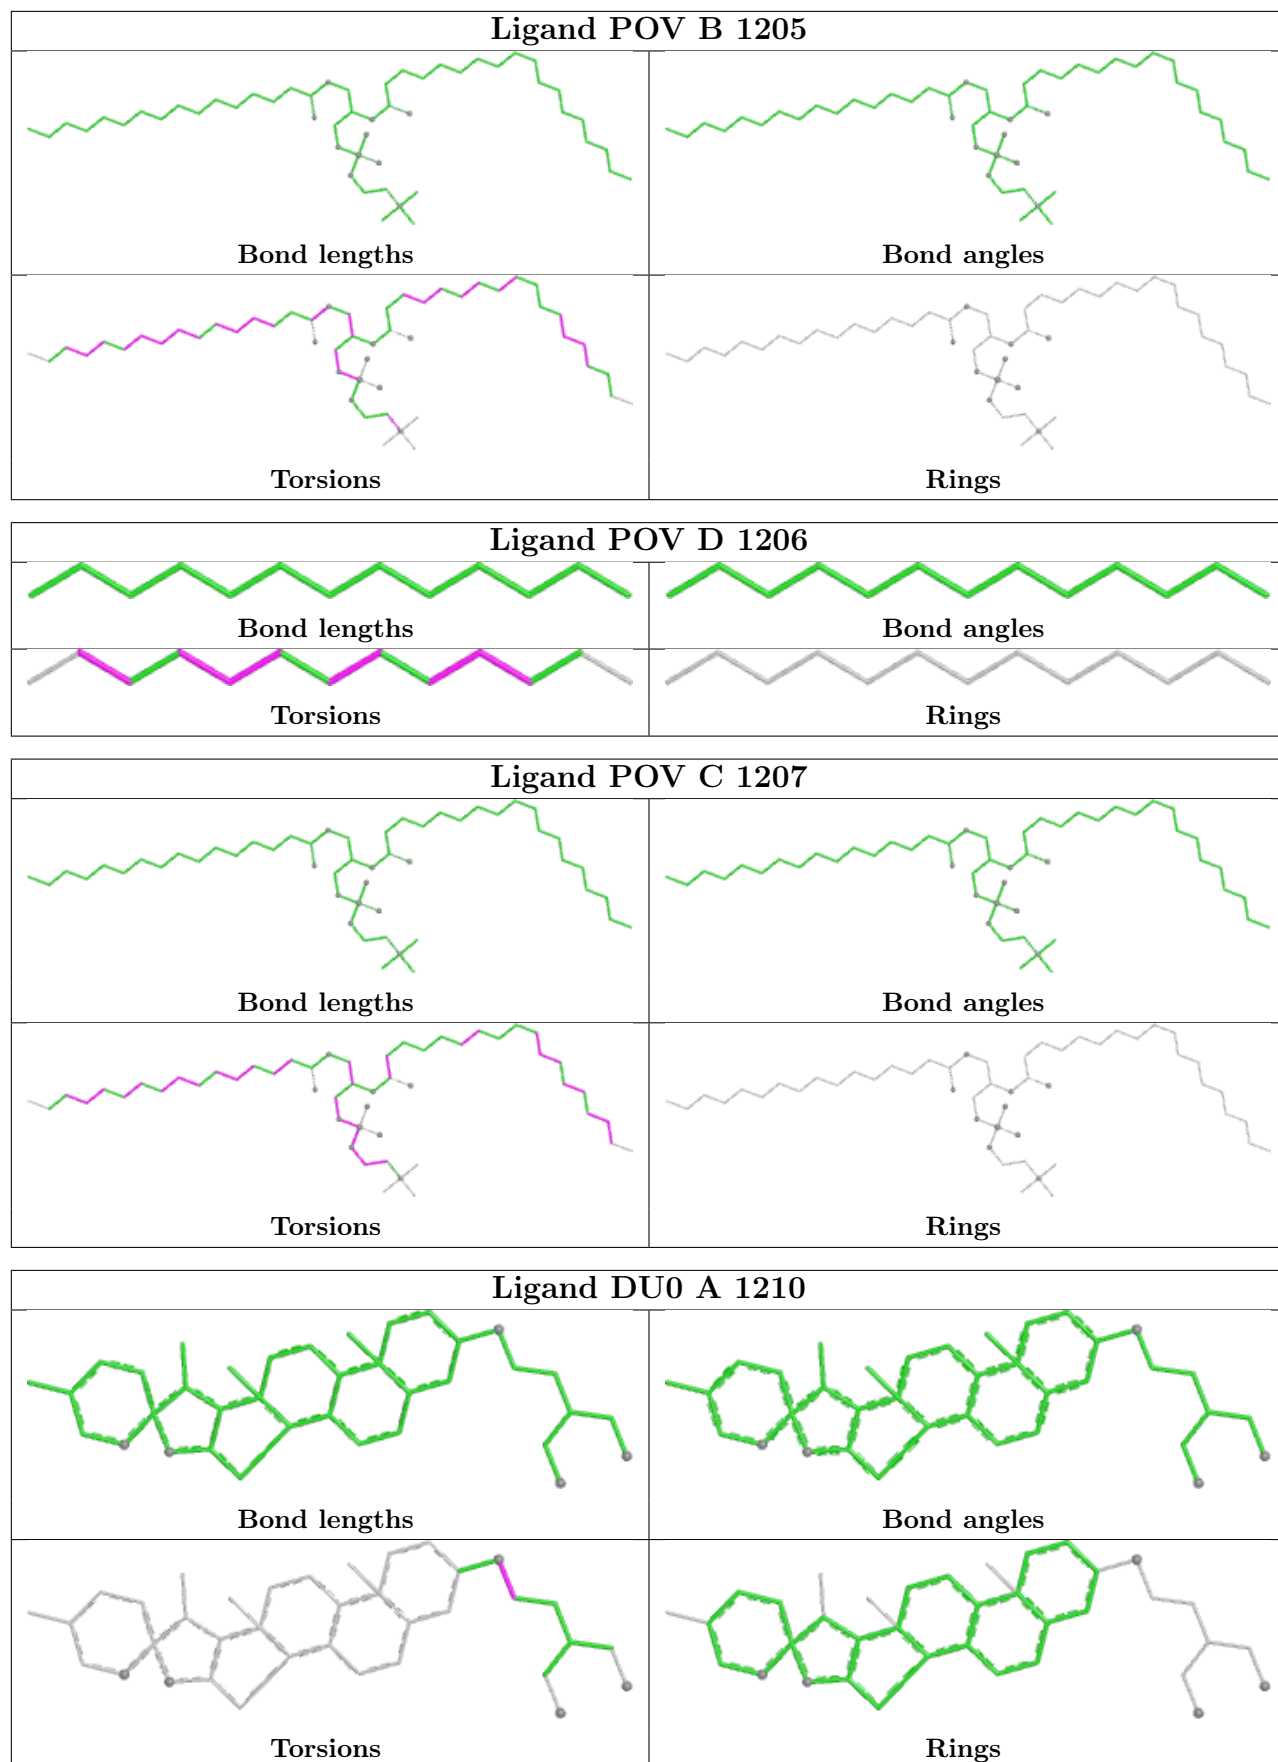 Ligand POV B 1205
Bond lengths
Bond angles
Torsions
Rings
Ligand POV D 1206
Bond lengths
Bond angles
Torsions
Rings
Ligand POV C 1207
Bond lengths
Bond angles
Torsions
Rings
Ligand DU0 A 1210
Bond lengths
Bond angles
Torsions
Rings